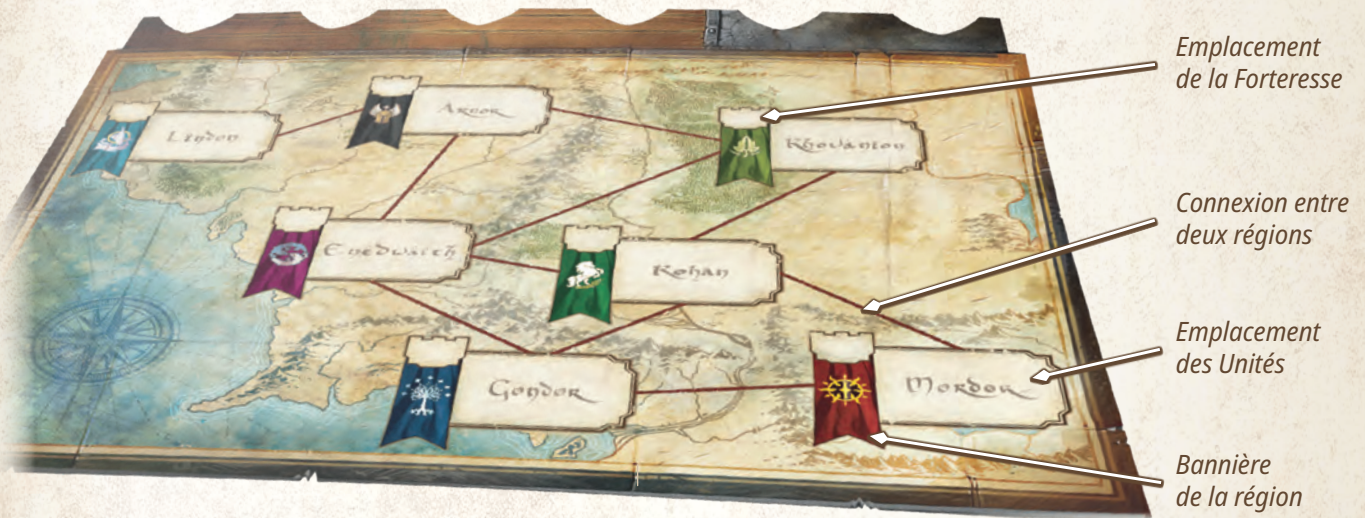 Emplacement
de la Forteresse
Lindon
Arnor
Rhovanion
Connexion entre
deux régions
Enedwaith
Rohan
Emplacement
des Unités
Gondor
Mordor
Bannière
de la région